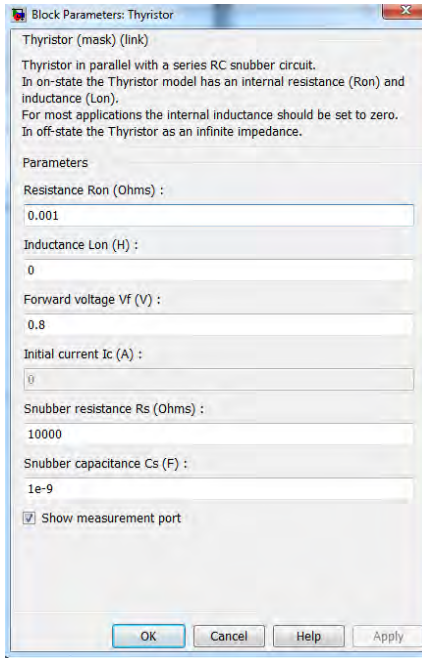 Block Parameters: Thyristor
Thyristor (mask) (link)
Thyristor in parallel with a series RC snubber circuit.
In on-state the Thyristor model has an internal resistance (Ron) and
inductance (Lon).
For most applications the internal inductance should be set to zero.
In off-state the Thyristor as an infinite impedance.
Parameters
Resistance Ron (Ohms) :
0.001
Inductance Lon (H) :
0
Forward voltage Vf (V) :
0.8
Initial current Ic (A) :
0
Snubber resistance Rs (Ohms) :
10000
Snubber capacitance Cs (F) :
1e-9
Show measurement port
OK Cancel Help Apply